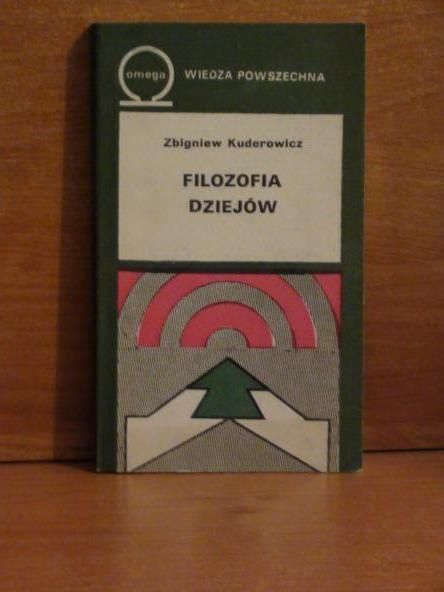 omega
WIEDZA POWSZECHNA
Zbigniew Kuderowicz
FILOZOFIA
DZIEJÓW